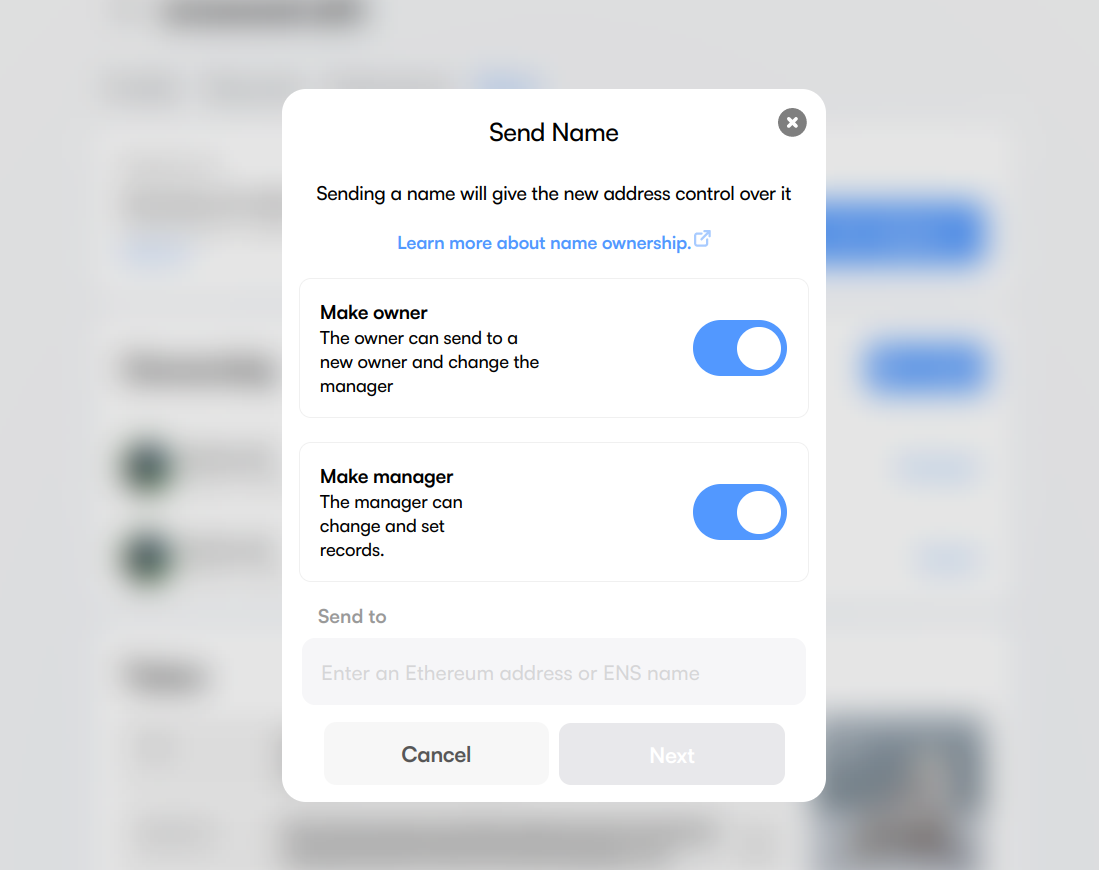 Send Name
Sending a name will give the new address control over it
Learn more about name ownership.
Make owner
The owner can send to a
new owner and change the
manager
Make manager
The manager can
change and set
records.
Send to
Enter an Ethereum address or ENS name
Cancel
Next